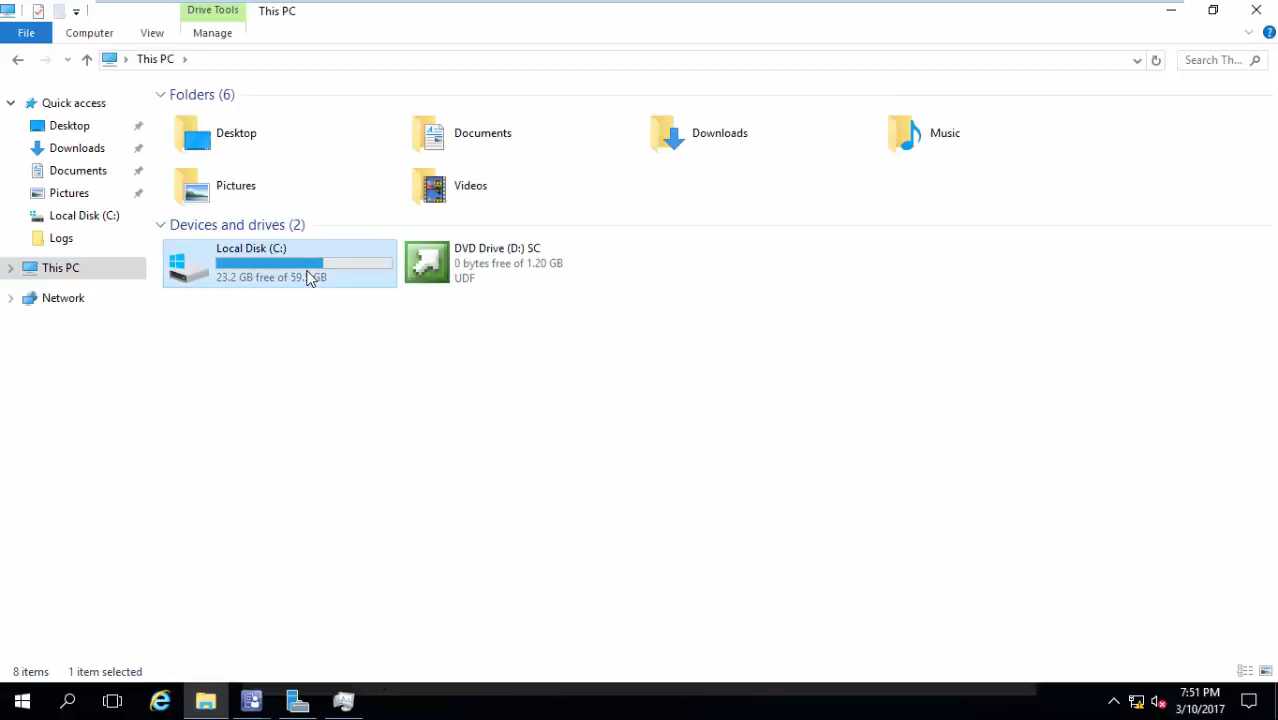 Drive Tools
This PC
File
Computer
View
Manage
This PC
Search Th...
Quick access
Desktop
Downloads
Documents
Pictures
Local Disk (C:)
Logs
This PC
Network
Folders (6)
Desktop
Documents
Downloads
Music
Pictures
Videos
Devices and drives (2)
Local Disk (C:)
23.2 GB free of GB
DVD Drive (D:) SC
0 bytes free of 1.20 GB
UDF
8 items
1 item selected
7:51 PM
3/10/2017